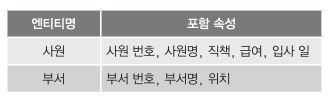 엔티티명 포함 속성
사원 사원 번호, 사원명, 직책, 급여, 입사 일
부서 부서 번호, 부서명, 위치